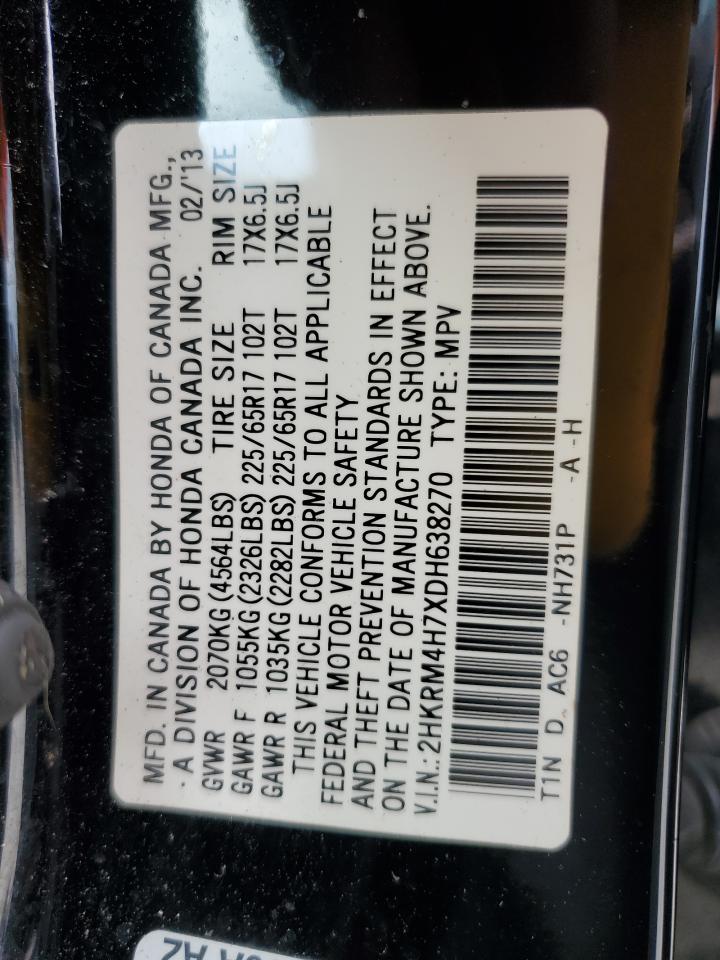 MFD. IN CANADA BY HONDA OF CANADA MFG.,
A DIVISION OF HONDA CANADA INC. 02/'13
GVWR 2070KG (4564LBS) TIRE SIZE RIM SIZE
GAWR F 1055KG (2326LBS) 225/65R17 102T 17X6.5J
GAWR R 1035KG (2282LBS) 225/65R17 102T 17X6.5J
THIS VEHICLE CONFORMS TO ALL APPLICABLE
FEDERAL MOTOR VEHICLE SAFETY
AND THEFT PREVENTION STANDARDS IN EFFECT
ON THE DATE OF MANUFACTURE SHOWN ABOVE.
V.I.N.: 2HKRM4H7XDH638270 TYPE: MPV
T1N D AC6 -NH731P -A -H